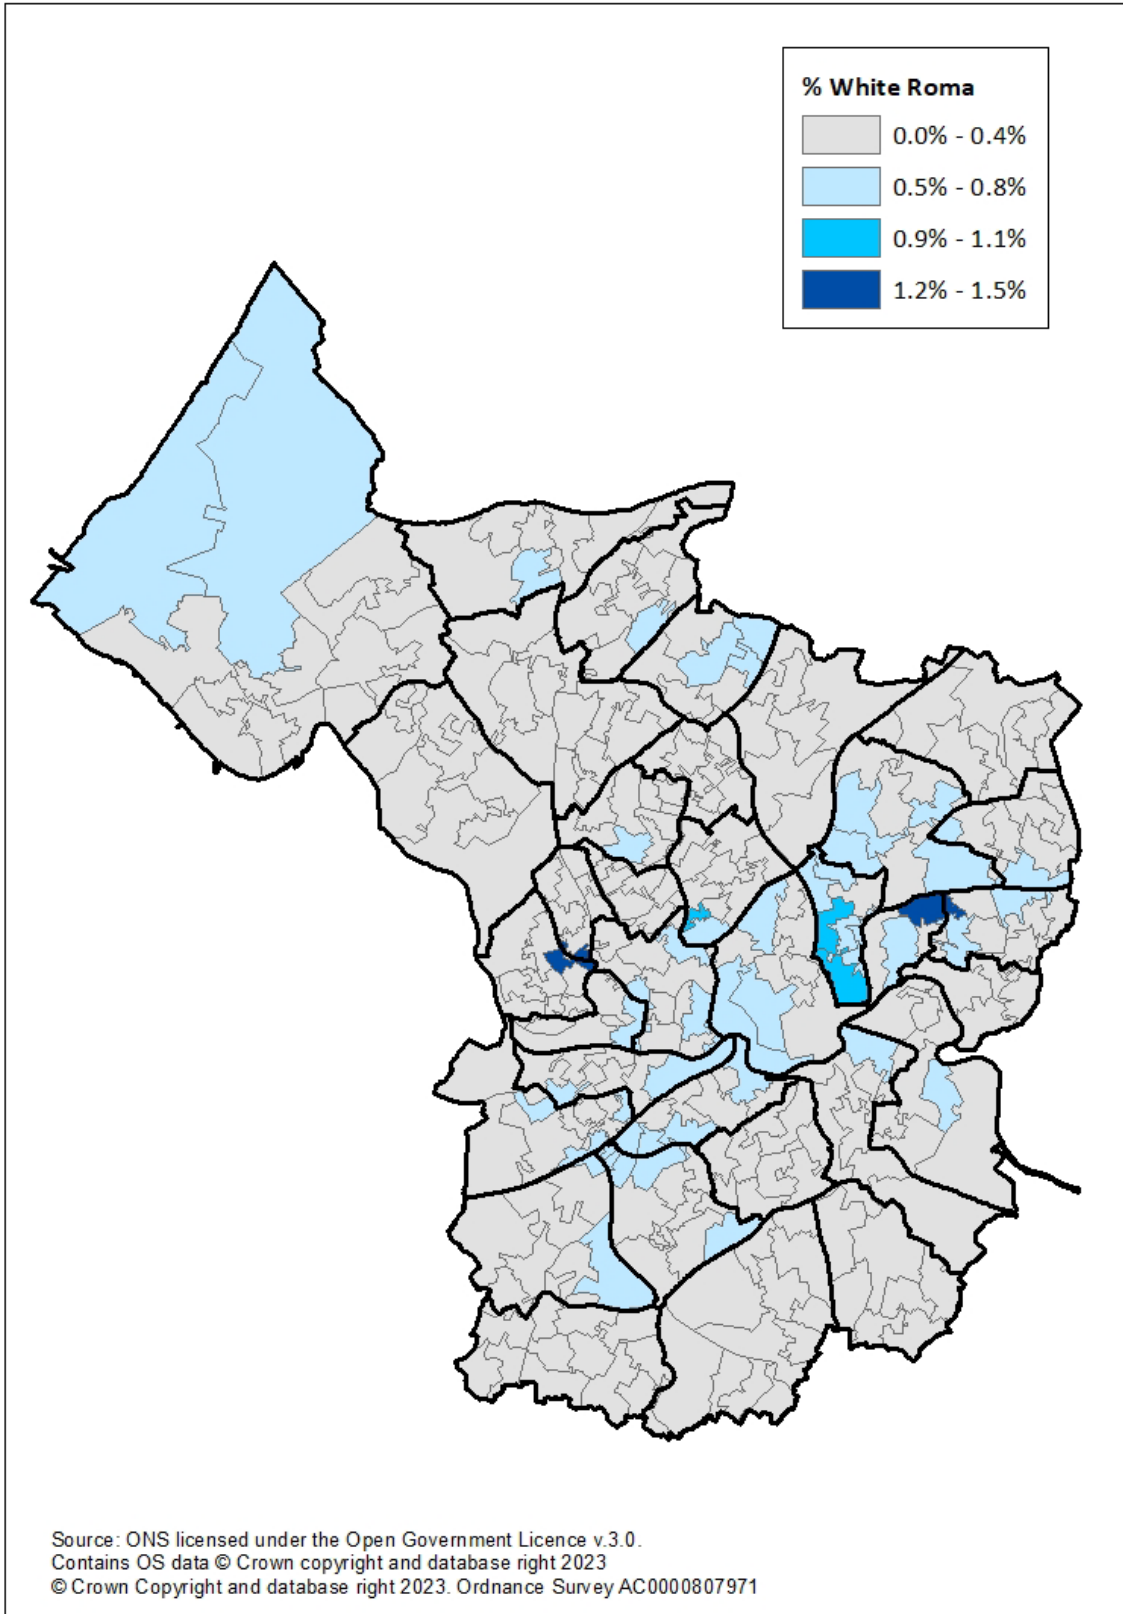 % White Roma
0.0% - 0.4%
0.5% - 0.8%
0.9% - 1.1%
1.2% - 1.5%
Source: ONS licensed under the Open Government Licence v.3.0.
Contains OS data © Crown copyright and database right 2023
© Crown Copyright and database right 2023. Ordnance Survey AC0000807971